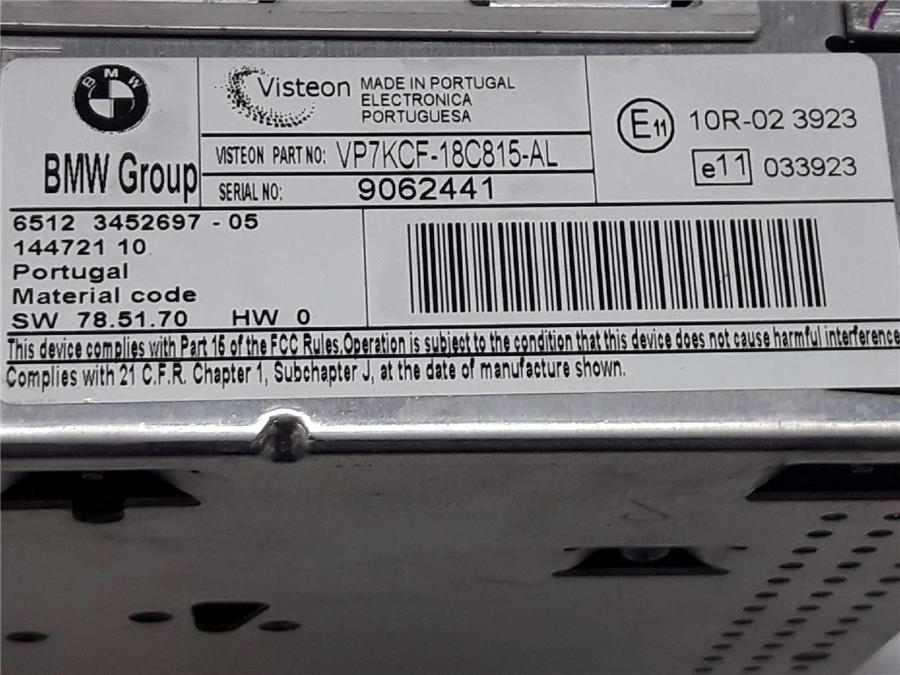 BMW
BMW Group
Visteon
MADE IN PORTUGAL
ELECTRONICA
PORTUGUESA
VISTEON PART NO: VP7KCF-18C815-AL
SERIAL NO: 9062441
E11 10R-02 3923
e11 033923
6512 3452697 - 05
144721 10
Portugal
Material code
SW 78.51.70 HW 0
This device complies with Part 15 of the FCC Rules.Operation is subject to the condition that this device does not cause harmful interference
Complies with 21 C.F.R. Chapter 1, Subchapter J, at the date of manufacture shown.